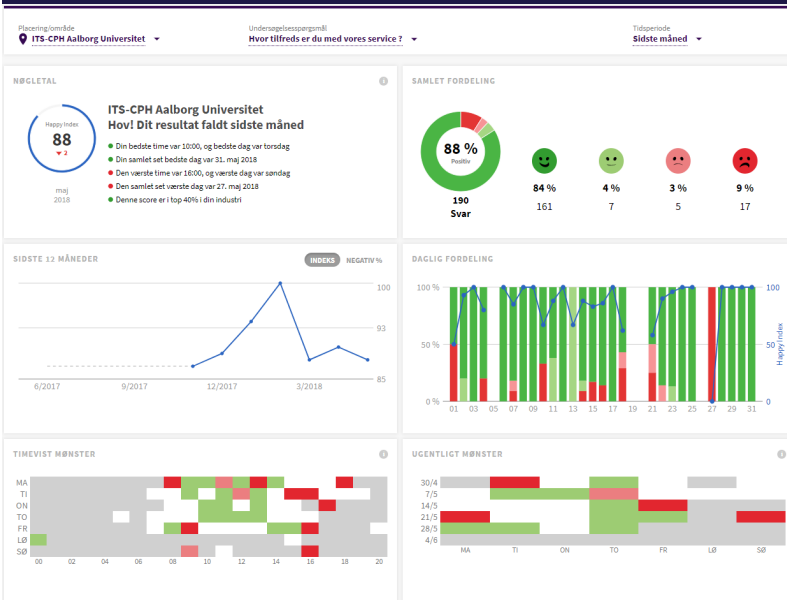 Placering/område
ITS-CPH Aalborg Universitet
Undersøgelsesspørgsmål
Hvor tilfreds er du med vores service ?
Tidsperiode
Sidste måned
NØGLETAL
Happy Index
88
2
maj
2018
ITS-CPH Aalborg Universitet
Hov! Dit resultat faldt sidste måned
Din bedste time var 10:00, og bedste dag var torsdag
Din samlet set bedste dag var 31. maj 2018
Den værste time var 16:00, og værste dag var søndag
Den samlet set værste dag var 27. maj 2018
Denne score er i top 40% i din industri
SAMLET FORDELING
88 %
Positiv
190
Svar
84 % 4 % 3 % 9 %
161 7 5 17
SIDSTE 12 MÅNEDER
INDEKS NEGATIV %
100
93
85
6/2017 9/2017 12/2017 3/2018
DAGLIG FORDELING
100 % 100
50 % 50
0 % 0
Happy Index
01 03 05 07 09 11 13 15 17 19 21 23 25 27 29 31
TIMEVIST MØNSTER
MA
TI
ON
TO
FR
LØ
SØ
00 02 04 06 08 10 12 14 16 18 20
UGENTLIGT MØNSTER
30/4
7/5
14/5
21/5
28/5
4/6
MA TI ON TO FR LØ SØ